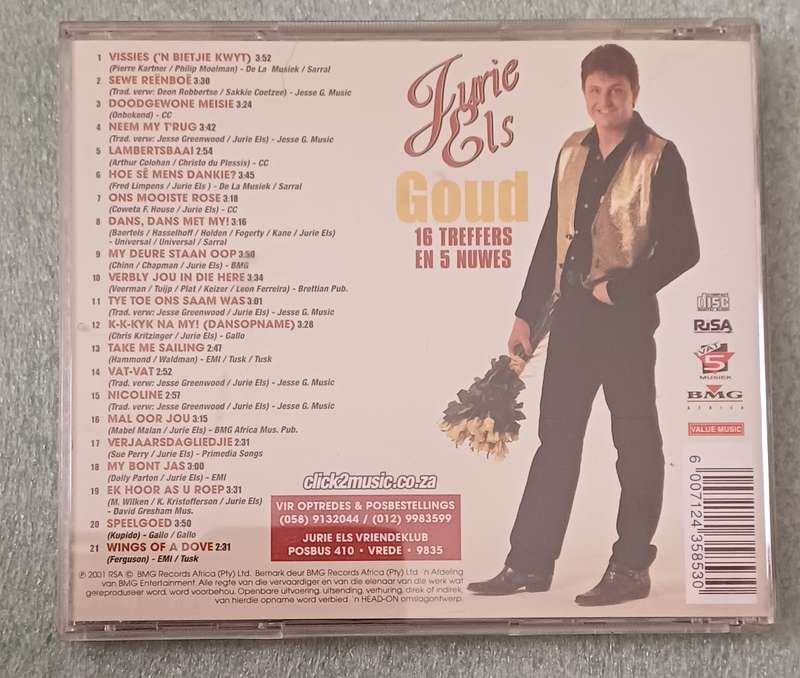 1 VISSIES ('N BIETJIE KWYT) 3:52
(Pierre Kartner / Philip Moolman) - De La Musiek / Sarral
2 SEWE REËNBOË 3:30
(Trad. verw: Deon Robbertse / Sakkie Coetzee) - Jesse G. Music
3 DOODGEWONE MEISIE 3:24
(Onbekend) - CC
4 NEEM MY T'RUG 3:42
(Trad. verw: Jesse Greenwood / Jurie Els) - Jesse G. Music
5 LAMBERTSBAAI 2:54
(Arthur Colohan / Christo du Plessis) - CC
6 HOE SÊ MENS DANKIE? 3:45
(Fred Limpens / Jurie Els) - De La Musiek / Sarral
7 ONS MOOISTE ROSE 3:18
(Coweta F. House / Jurie Els) - CC
8 DANS, DANS MET MY! 3:16
(Baertels / Hasselhoff / Holden / Fogerty / Kane / Jurie Els)
- Universal / Universal / Sarral
9 MY DEURE STAAN OOP 3:50
(Chinn / Chapman / Jurie Els) - BMG
10 VERBLY JOU IN DIE HERE 3:34
(Veerman / Tuijp / Plat / Keizer / Leon Ferreira) - Brettian Pub.
11 TYE TOE ONS SAAM WAS 3:01
(Trad. verw: Jesse Greenwood / Jurie Els) - Jesse G. Music
12 K-K-KYK NA MY! (DANSOPNAME) 3:28
(Chris Kritzinger / Jurie Els) - Gallo
13 TAKE ME SAILING 2:47
(Hammond / Waldman) - EMI / Tusk / Tusk
14 VAT-VAT 2:52
(Trad. verw: Jesse Greenwood / Jurie Els) - Jesse G. Music
15 NICOLINE 2:57
(Trad. verw: Jesse Greenwood / Jurie Els) - Jesse G. Music
16 MAL OOR JOU 3:15
(Mabel Malan / Jurie Els) - BMG Africa Mus. Pub.
17 VERJAARSDAGLIEDJIE 2:31
(Sue Perry / Jurie Els) - Primedia Songs
18 MY BONT JAS 3:00
(Dolly Parton / Jurie Els) - EMI
19 EK HOOR AS U ROEP 3:31
(M. Wilken / K. Kristofferson / Jurie Els)
- David Gresham Mus.
20 SPEELGOED 3:50
(Kupido) - Gallo / Gallo
21 WINGS OF A DOVE 2:31
(Ferguson) - EMI / Tusk
Jurie
Els
Goud
16 TREFFERS
EN 5 NUWES
COMPACT
disc
DIGITAL AUDIO
RiSA
VAT
5
MUSIEK
BMG
AFRICA
VALUE MUSIC
6 007124 358530
click2music.co.za
VIR OPTREDES & POSBESTELLINGS
(058) 9132044 / (012) 9983599
JURIE ELS VRIENDEKLUB
POSBUS 410 • VREDE • 9835
℗ 2001 RSA © BMG Records Africa (Pty) Ltd. Bemark deur BMG Records Africa (Pty) Ltd. 'n Afdeling
van BMG Entertainment. Alle regte van die vervaardiger en van die eienaar van die werk wat
gereproduseer word, word voorbehou. Openbare uitvoering, uitsending, verhuring, direk of indirek,
van hierdie opname word verbied. 'n HEAD-ON omslagontwerp.